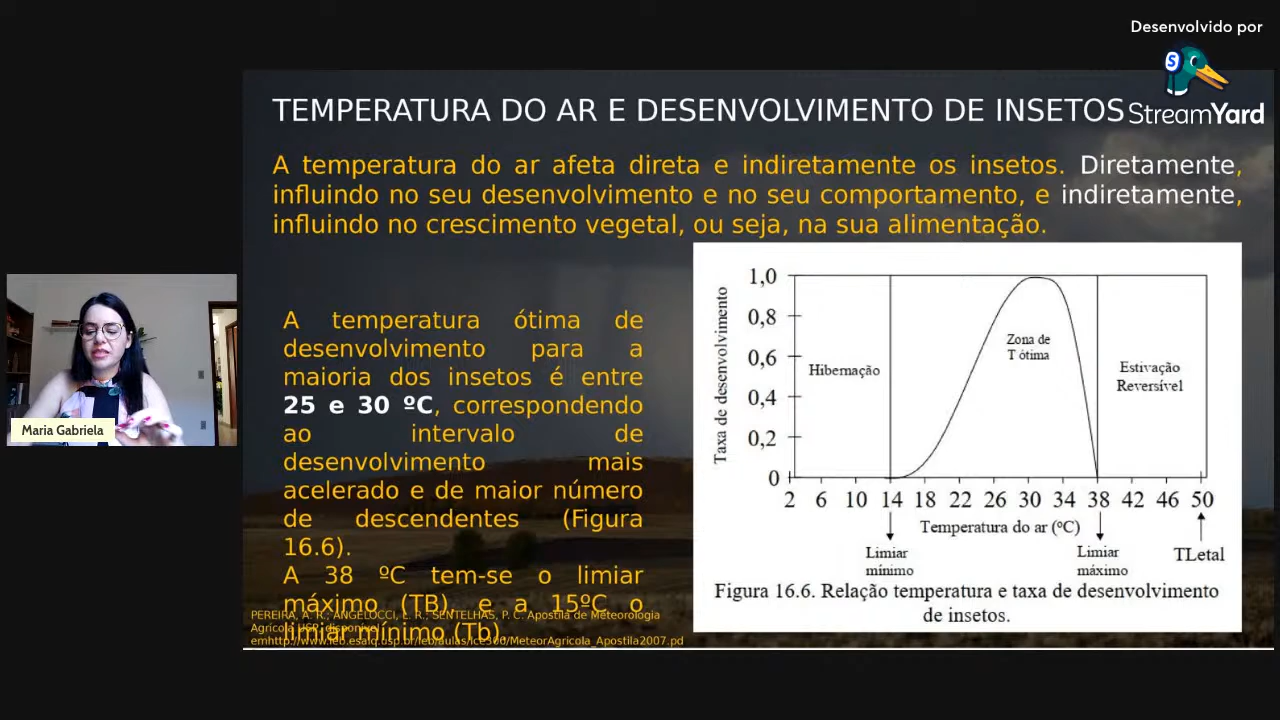 Desenvolvido por
StreamYard
TEMPERATURA DO AR E DESENVOLVIMENTO DE INSETOS
A temperatura do ar afeta direta e indiretamente os insetos. Diretamente,
influindo no seu desenvolvimento e no seu comportamento, e indiretamente,
influindo no crescimento vegetal, ou seja, na sua alimentação.
A temperatura ótima de
desenvolvimento para a
maioria dos insetos é entre
25 e 30 ºC, correspondendo
ao intervalo de
desenvolvimento mais
acelerado e de maior número
de descendentes (Figura
16.6).
A 38 ºC tem-se o limiar
máximo (TB), e a 15ºC o
limiar mínimo (Tb).
PEREIRA, A. R.; ANGELOCCI, L. R.; SENTELHAS, P. C. Apostila de Meteorologia
Agricola USP, disponível
emhttp://www.leb.esalq.usp.br/leb/aulas/lce306/MeteorAgricola_Apostila2007.pd
Maria Gabriela
Taxa de desenvolvimento
1,0
0,8
0,6
0,4
0,2
0
Hibernação
Zona de
T ótima
Estivação
Reversível
2 6 10 14 18 22 26 30 34 38 42 46 50
Temperatura do ar (ºC)
Limiar
mínimo
Limiar
máximo
TLetal
Figura 16.6. Relação temperatura e taxa de desenvolvimento
de insetos.